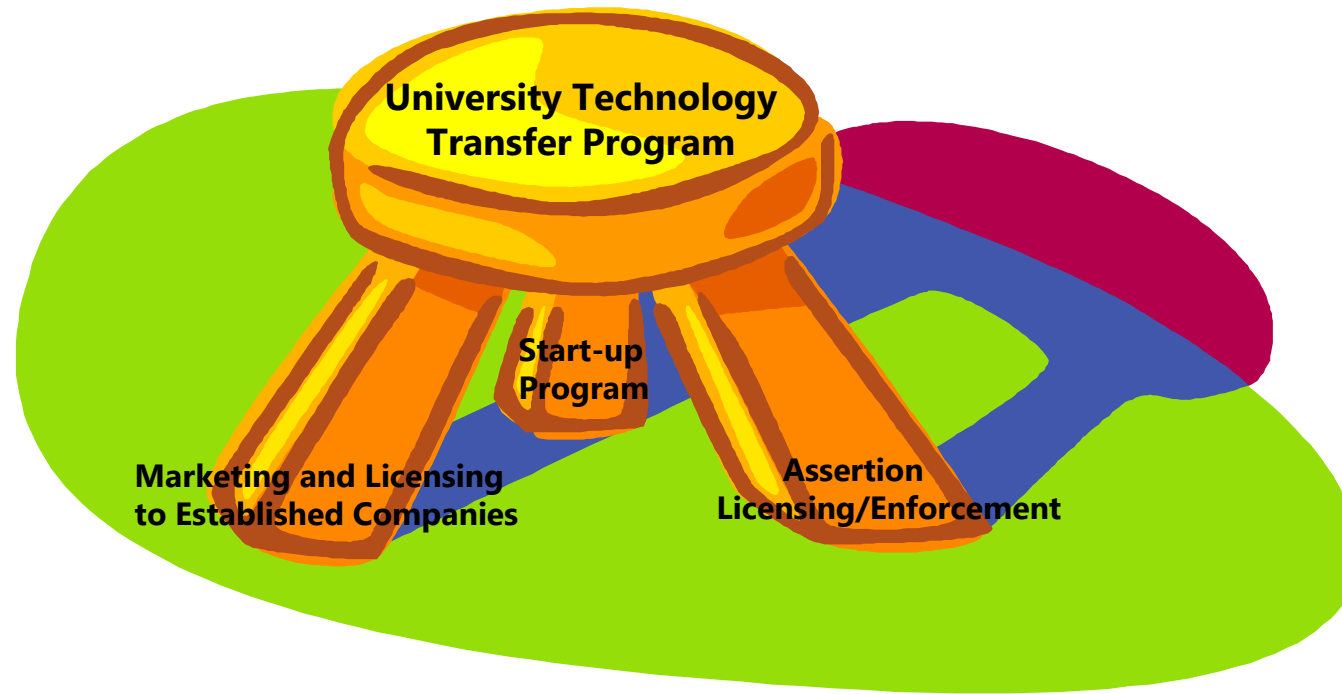 University Technology
Transfer Program
Start-up
Program
Marketing and Licensing
to Established Companies
Assertion
Licensing/Enforcement